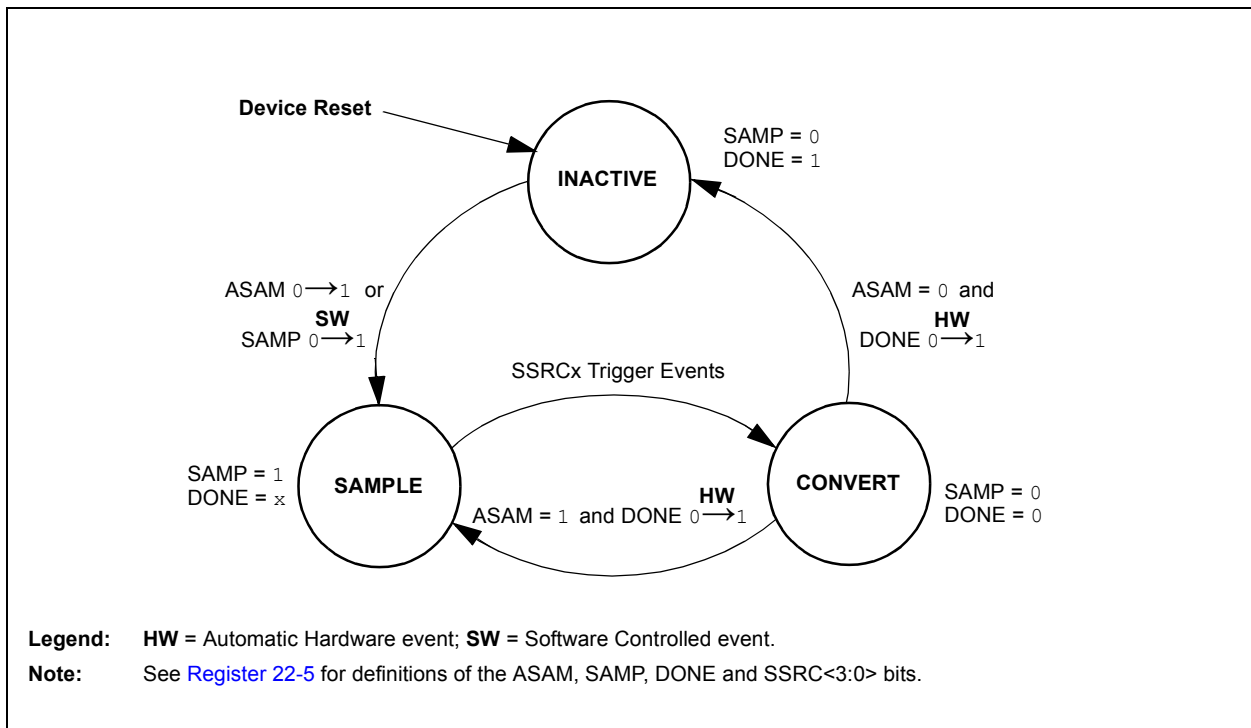 Device Reset
SAMP = 0
DONE = 1
INACTIVE
ASAM 0→1 or
SW
SAMP 0→1
ASAM = 0 and
HW
DONE 0→1
SSRCx Trigger Events
SAMP = 1
DONE = x
SAMPLE
CONVERT
SAMP = 0
DONE = 0
HW
ASAM = 1 and DONE 0→1
Legend: HW = Automatic Hardware event; SW = Software Controlled event.
Note: See Register 22-5 for definitions of the ASAM, SAMP, DONE and SSRC<3:0> bits.